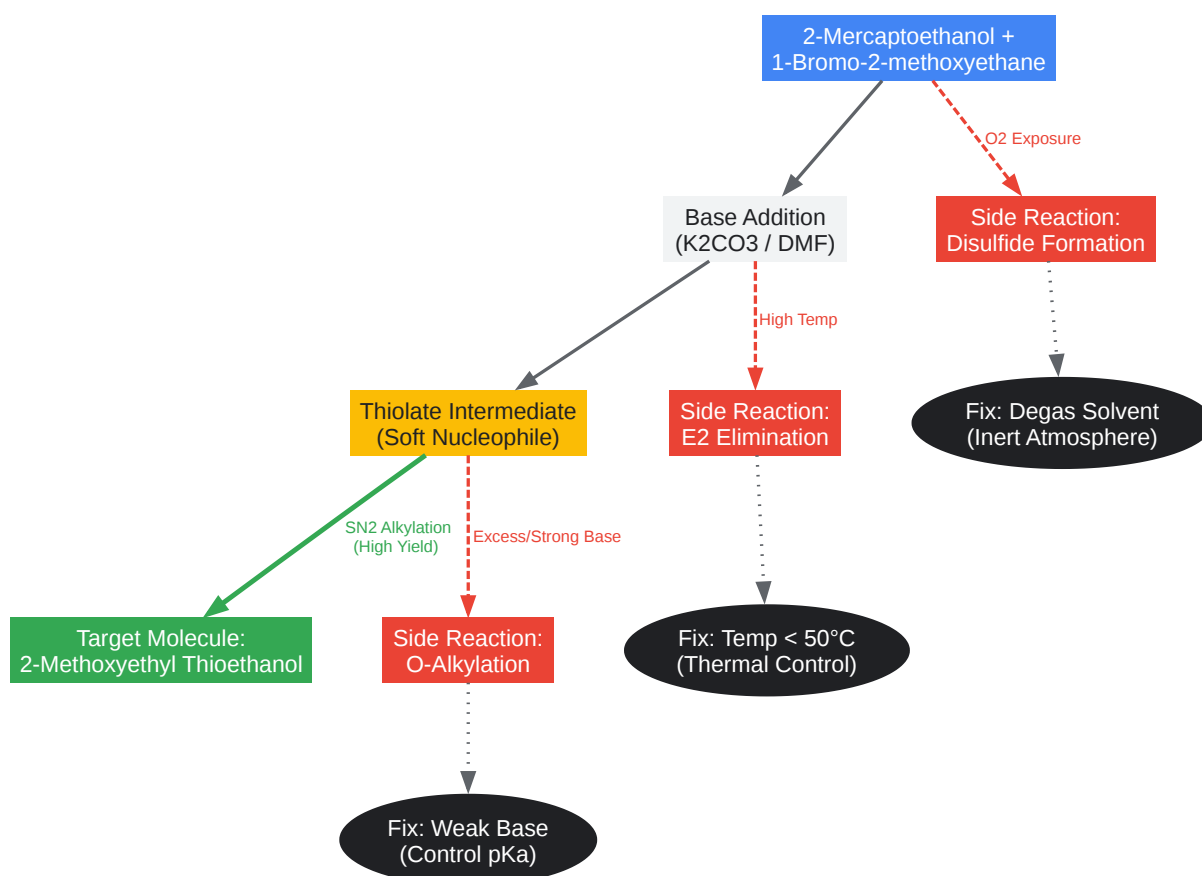 2-Mercaptoethanol +
1-Bromo-2-methoxyethane
O2 Exposure
Base Addition
(K2CO3 / DMF)
Side Reaction:
Disulfide Formation
High Temp
Thiolate Intermediate
(Soft Nucleophile)
Side Reaction:
E2 Elimination
Fix: Degas Solvent
(Inert Atmosphere)
SN2 Alkylation
(High Yield)
Excess/Strong Base
Target Molecule:
2-Methoxyethyl Thioethanol
Side Reaction:
O-Alkylation
Fix: Temp < 50°C
(Thermal Control)
Fix: Weak Base
(Control pKa)